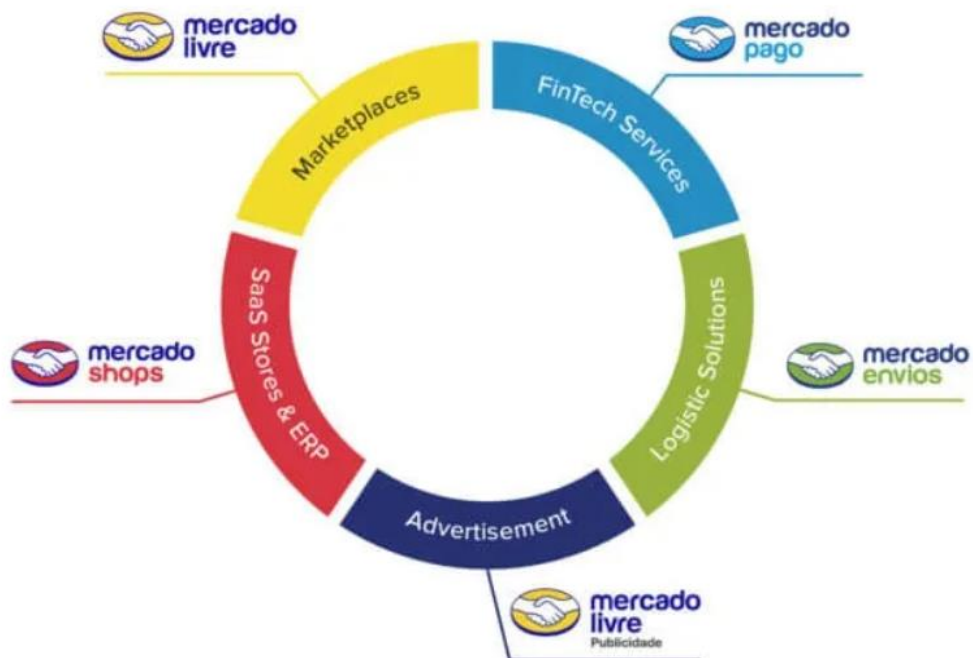 mercado
livre
mercado
pago
Marketplaces
FinTech Services
SaaS Stores & ERP
Logistic Solutions
mercado
shops
mercado
envios
Advertisement
mercado
livre
Publicidade